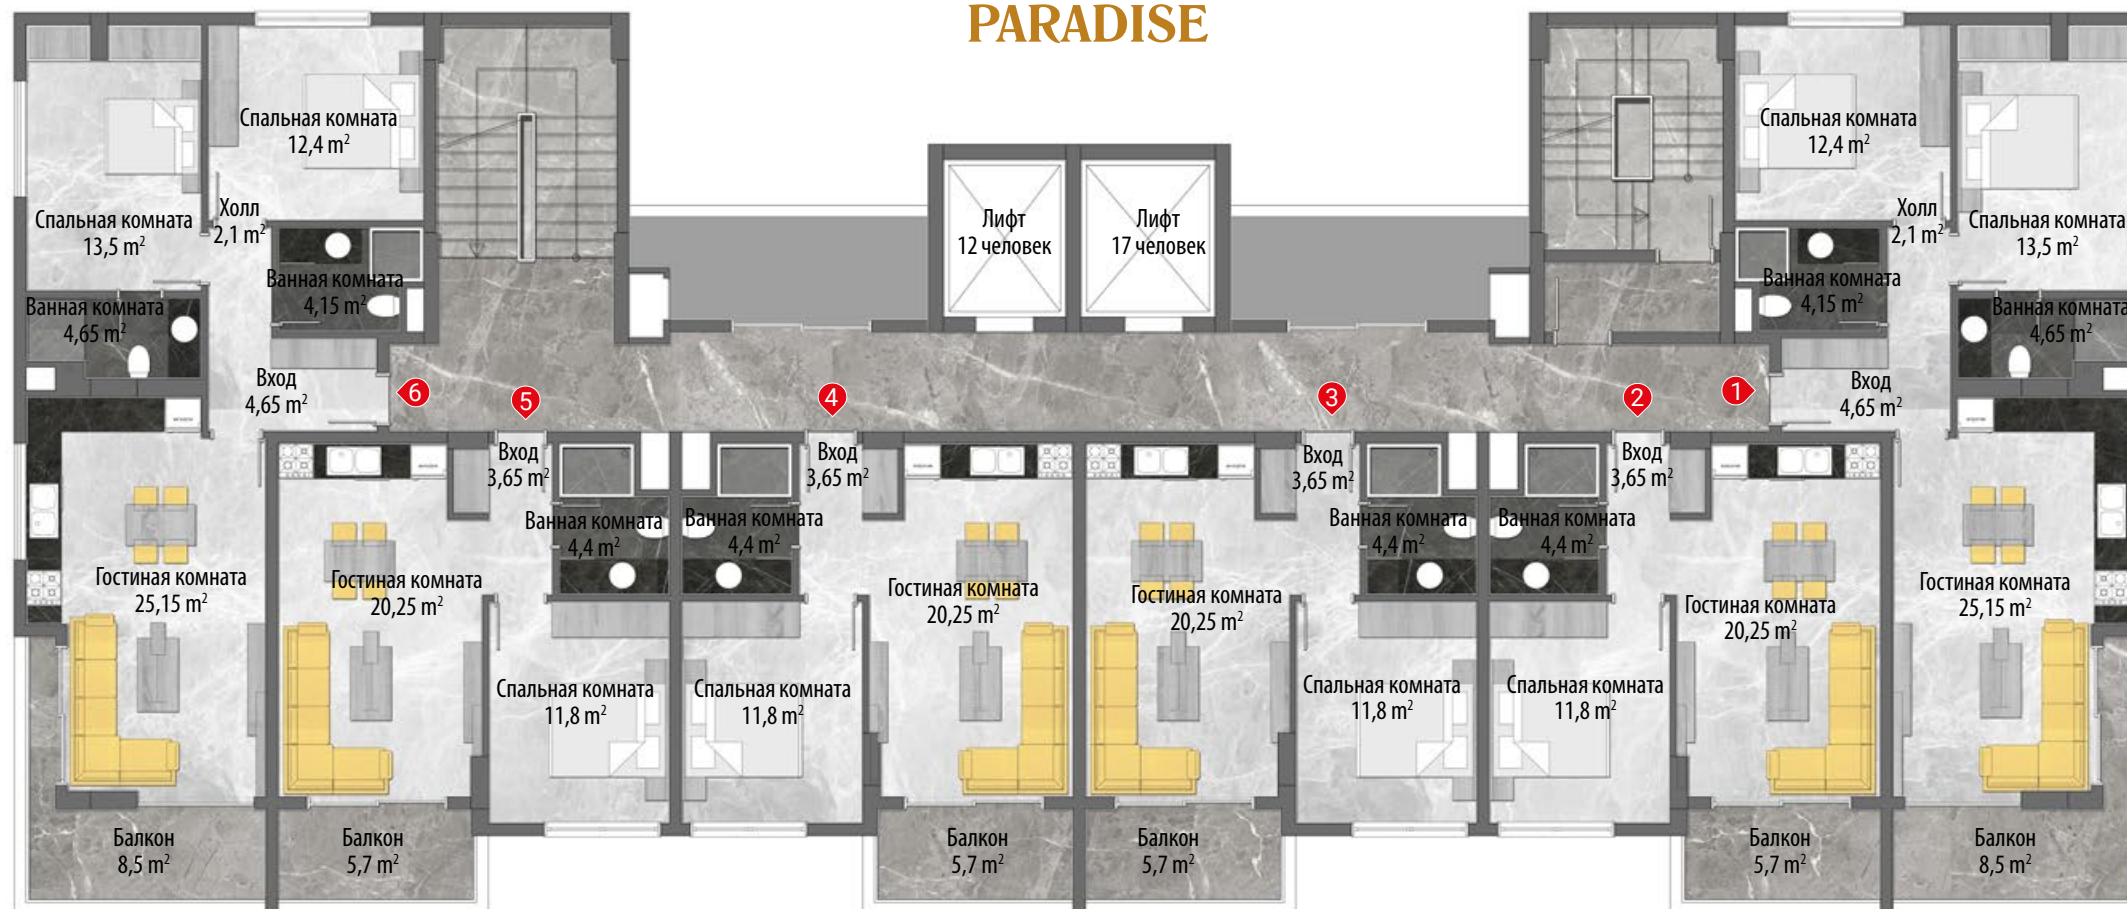 PARADISE
Спальная комната
12,4 m²
Спальная комната
13,5 m²
Холл
2,1 m²
Ванная комната
4,15 m²
Ванная комната
4,65 m²
Вход
4,65 m²
Лифт
12 человек
Лифт
17 человек
Спальная комната
12,4 m²
Холл
2,1 m²
Спальная комната
13,5 m²
Ванная комната
4,15 m²
Ванная комната
4,65 m²
Вход
4,65 m²
6
5
4
3
2
1
Вход
3,65 m²
Вход
3,65 m²
Вход
3,65 m²
Вход
3,65 m²
Ванная комната
4,4 m²
Ванная комната
4,4 m²
Ванная комната
4,4 m²
Ванная комната
4,4 m²
Гостиная комната
25,15 m²
Гостиная комната
20,25 m²
Гостиная комната
20,25 m²
Гостиная комната
20,25 m²
Гостиная комната
20,25 m²
Гостиная комната
25,15 m²
Спальная комната
11,8 m²
Спальная комната
11,8 m²
Спальная комната
11,8 m²
Спальная комната
11,8 m²
Балкон
8,5 m²
Балкон
5,7 m²
Балкон
5,7 m²
Балкон
5,7 m²
Балкон
5,7 m²
Балкон
8,5 m²